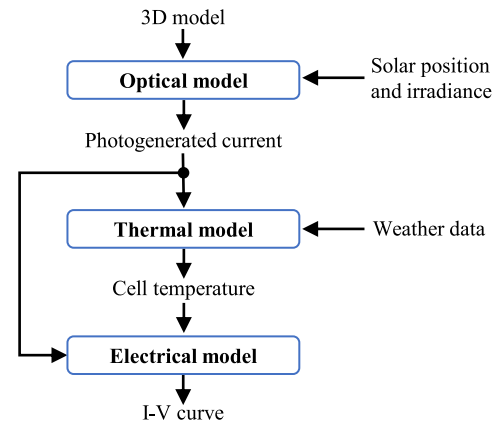 3D model
Optical model
Solar position
and irradiance
Photogenerated current
Thermal model
Weather data
Cell temperature
Electrical model
I-V curve